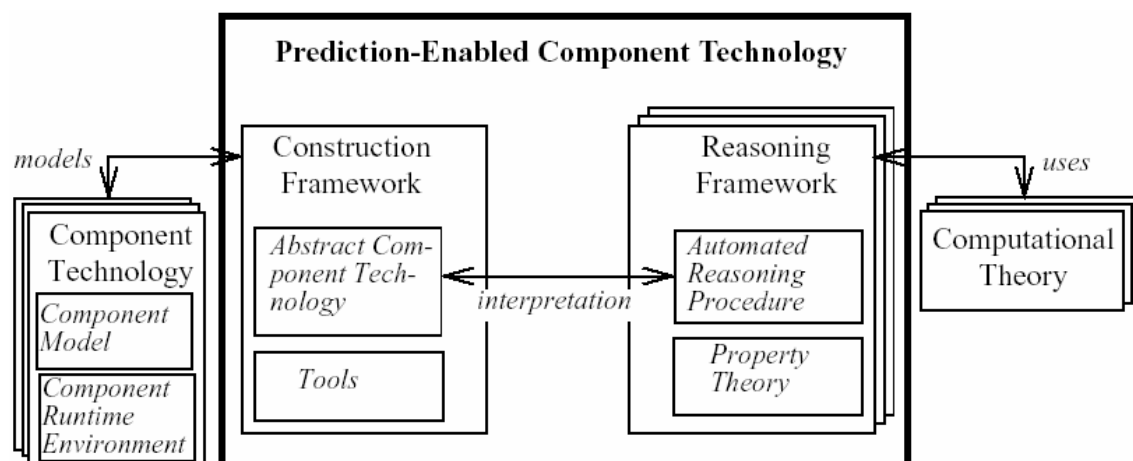 Prediction-Enabled Component Technology
models
Construction
Framework
Abstract Com-
ponent Tech-
nology
Tools
interpretation
Reasoning
Framework
Automated
Reasoning
Procedure
Property
Theory
uses
Component
Technology
Component
Model
Component
Runtime
Environment
Computational
Theory